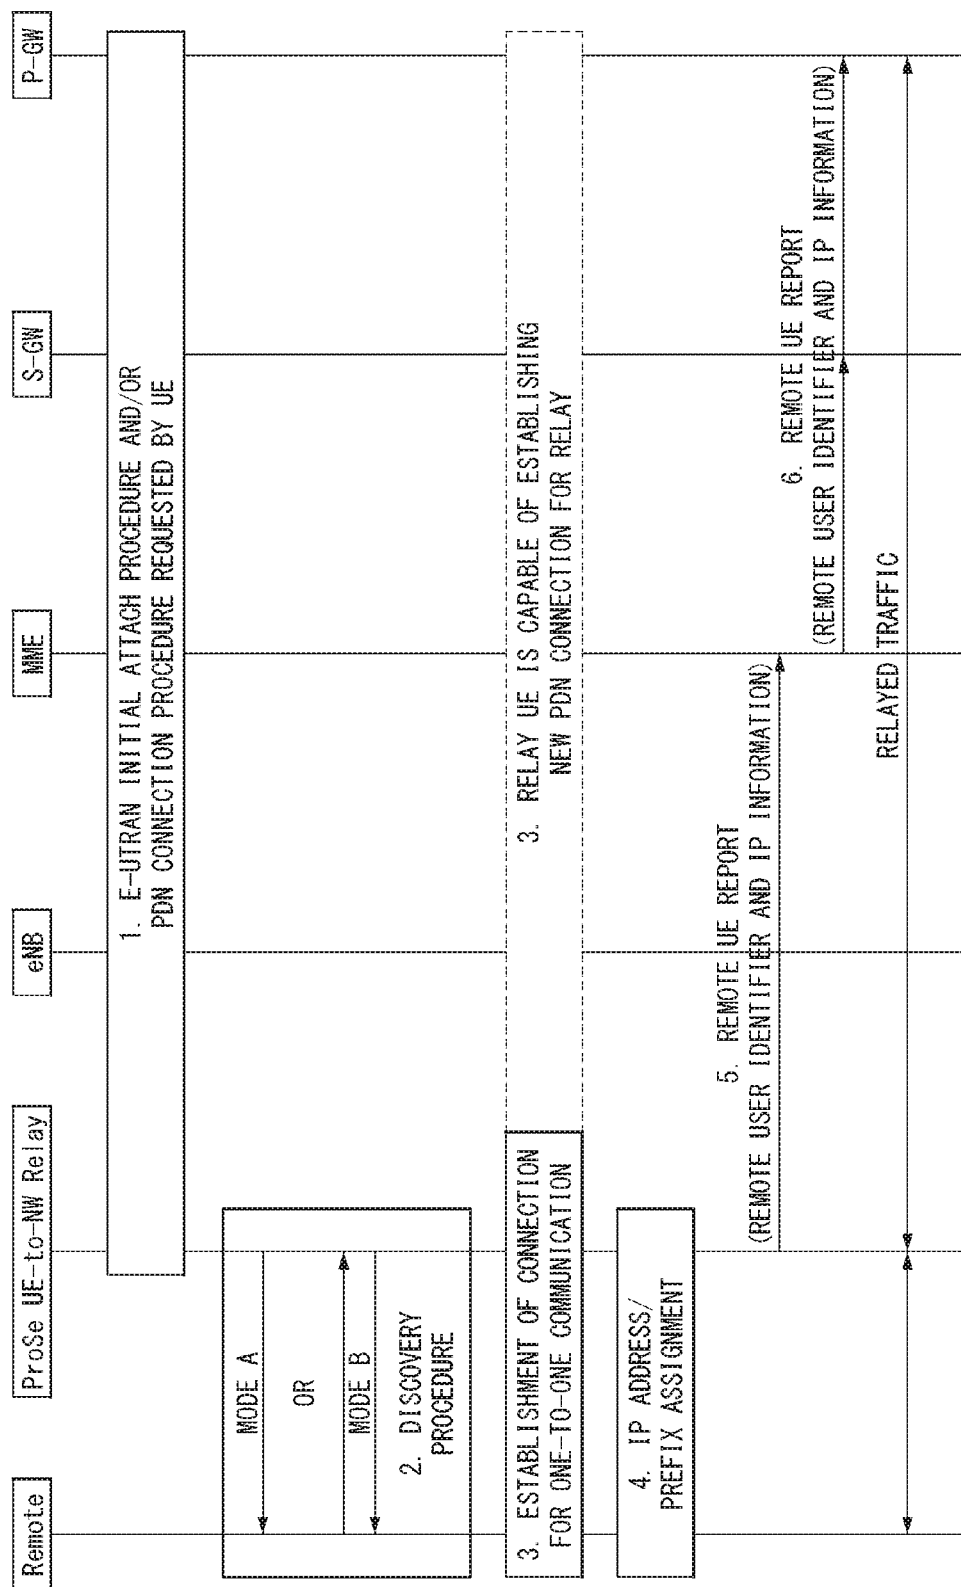 Remote
ProSe UE-to-NW Relay
eNB
MME
S-GW
P-GW
1. E-UTRAN INITIAL ATTACH PROCEDURE AND/OR
PDN CONNECTION PROCEDURE REQUESTED BY UE
MODE A
OR
MODE B
2. DISCOVERY
PROCEDURE
3. ESTABLISHMENT OF CONNECTION
FOR ONE-TO-ONE COMMUNICATION
3. RELAY UE IS CAPABLE OF ESTABLISHING
NEW PDN CONNECTION FOR RELAY
4. IP ADDRESS/
PREFIX ASSIGNMENT
5. REMOTE UE REPORT
(REMOTE USER IDENTIFIER AND IP INFORMATION)
6. REMOTE UE REPORT
(REMOTE USER IDENTIFIER AND IP INFORMATION)
RELAYED TRAFFIC